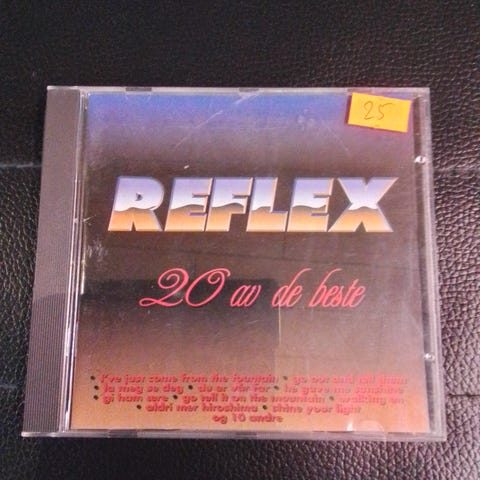 25
REFLEX
20 av de beste
• I've just come from the fountain • go out and tell them
• la meg se deg • du er vår far • he gave me sunshine
• gi ham ære • go tell it on the mountain • walking on
• aldri mer hiroshima • shine your light
og 10 andre